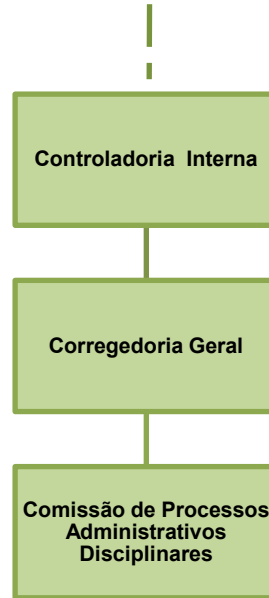 Controladoria Interna
Corregedoria Geral
Comissão de Processos
Administrativos
Disciplinares